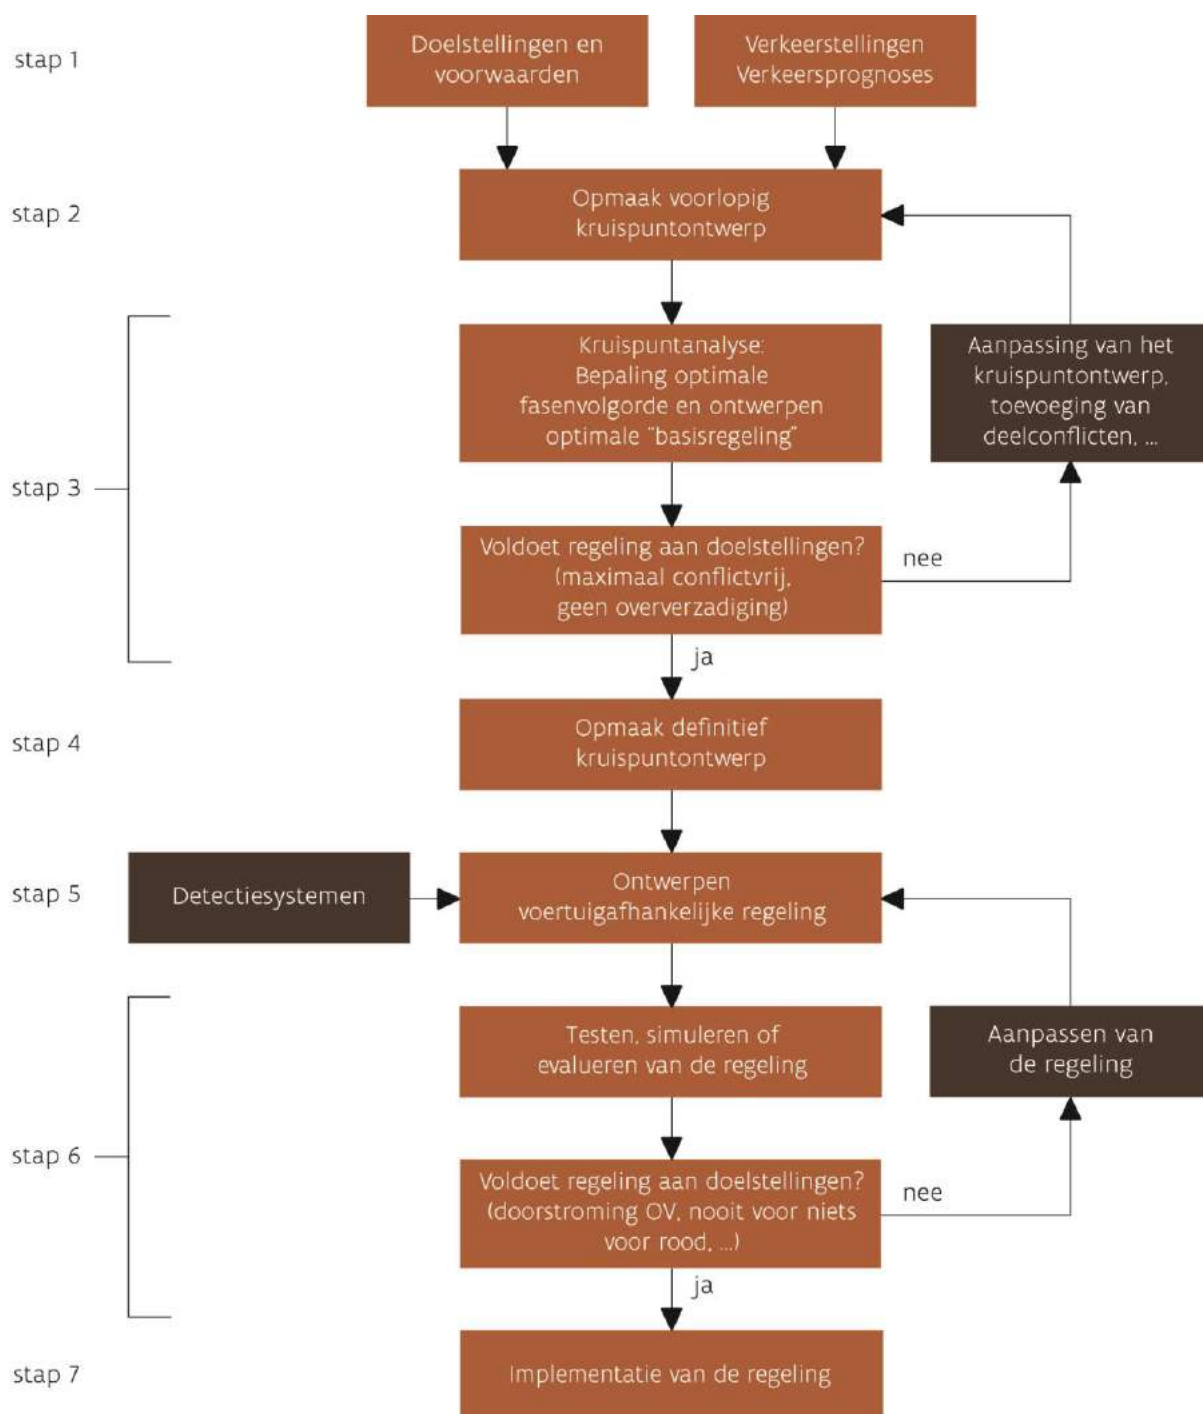 stap 1
Doelstellingen en
voorwaarden
Verkeerstellingen
Verkeersprognoses
stap 2
Opmaak voorlopig
kruispuntontwerp
stap 3
Kruispuntanalyse:
Bepaling optimale
fasenvolgorde en ontwerpen
optimale "basisregeling"
Aanpassing van het
kruispuntontwerp,
toevoeging van
deelconflicten, ...
Voldoet regeling aan doelstellingen?
(maximaal conflictvrij,
geen oververzadiging)
nee
ja
stap 4
Opmaak definitief
kruispuntontwerp
stap 5
Detectiesystemen
Ontwerpen
voertuigafhankelijke regeling
stap 6
Testen, simuleren of
evalueren van de regeling
Aanpassen van
de regeling
Voldoet regeling aan doelstellingen?
(doorstroming OV, nooit voor niets
voor rood, ...)
nee
ja
stap 7
Implementatie van de regeling